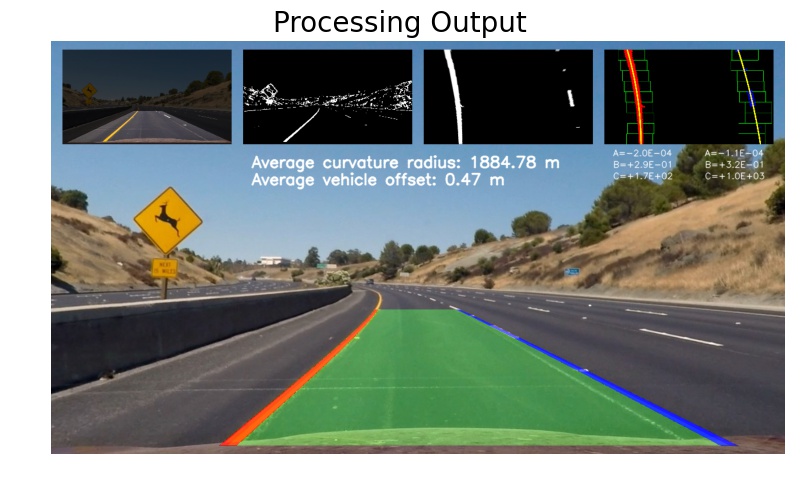 Processing Output
Average curvature radius: 1884.78 m
Average vehicle offset: 0.47 m
A=-2.0E-04 A=-1.1E-04
B=+2.9E-01 B=+3.2E-01
C=+1.7E+02 C=+1.0E+03
NEXT
15 MILES